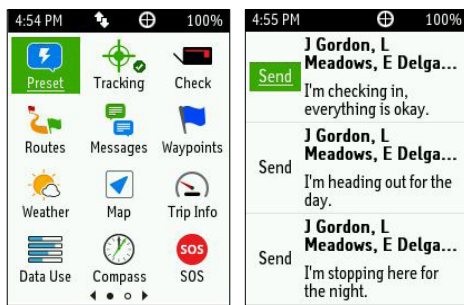 4:54 PM 100%
Preset Tracking Check
Routes Messages Waypoints
Weather Map Trip Info
SOS
Data Use Compass SOS
4:55 PM 100%
J Gordon, L
Meadows, E Delga...
Send
I'm checking in,
everything is okay.
J Gordon, L
Meadows, E Delga...
Send
I'm heading out for the
day.
J Gordon, L
Meadows, E Delga...
Send
I'm stopping here for
the night.